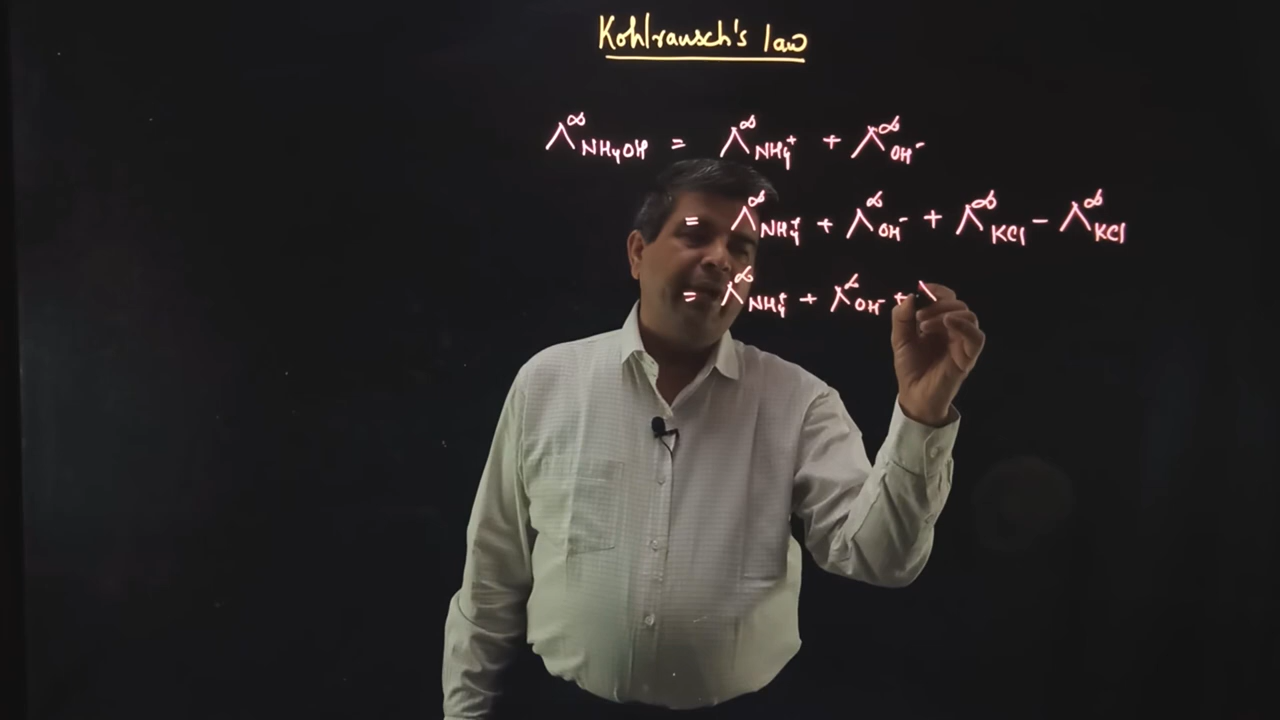 Kohlrausch's law
Λ∞NH4OH = Λ∞NH4+ + Λ∞OH-
= Λ∞NH4+ + Λ∞OH- + Λ∞KCl - Λ∞KCl
= Λ∞NH4+ + Λ∞OH- + Λ